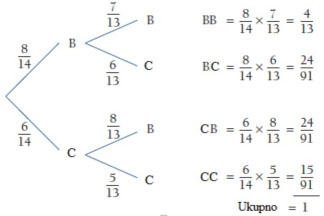 7/13 B BB = 8/14 × 7/13 = 4/13
8/14 B
6/13 C BC = 8/14 × 6/13 = 24/91
8/13 B CB = 6/14 × 8/13 = 24/91
6/14 C
5/13 C CC = 6/14 × 5/13 = 15/91
Ukupno = 1